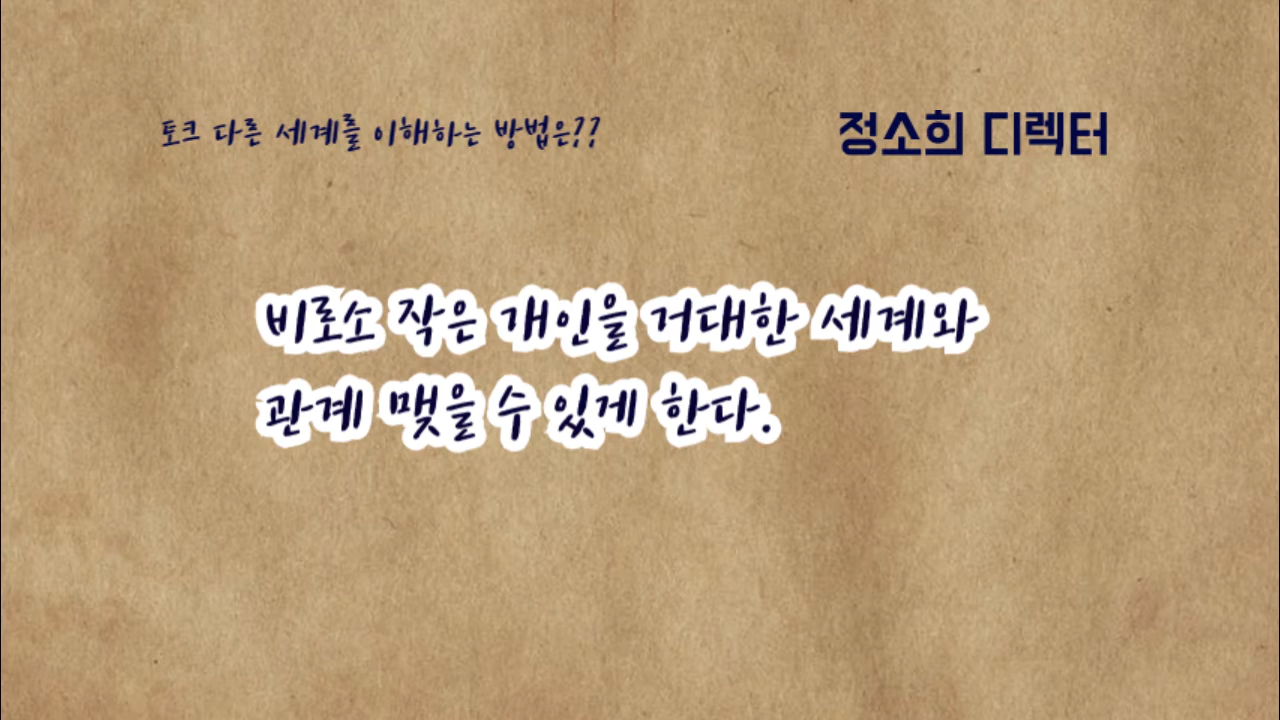 토크 다른 세계를 이해하는 방법은??
정소희 디렉터
비로소 작은 개인을 거대한 세계와
관계 맺을 수 있게 한다.